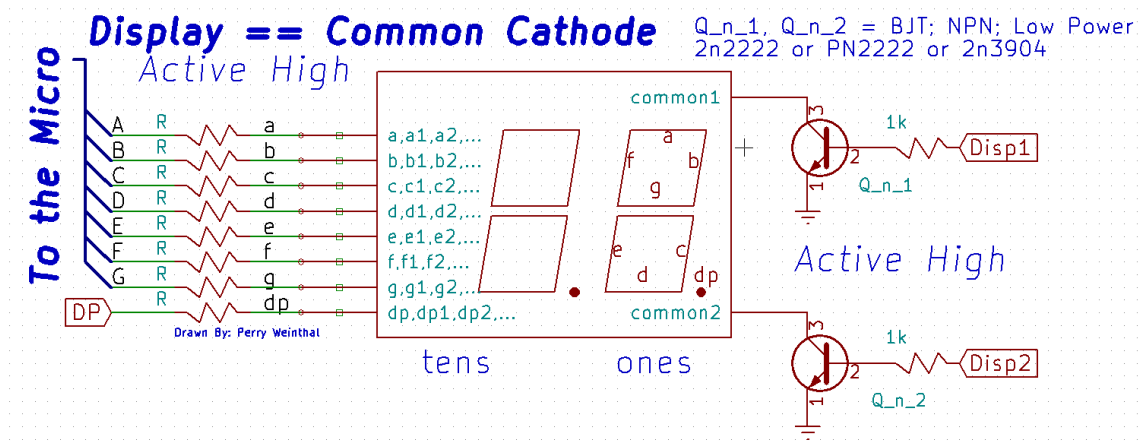 Display == Common Cathode
Q_n_1, Q_n_2 = BJT; NPN; Low Power
2n2222 or PN2222 or 2n3904
Active High
To the Micro
common1
A R a a,a1,a2,...
B R b b,b1,b2,...
C R c c,c1,c2,...
D R d d,d1,d2,...
E R e e,e1,e2,...
F R f f,f1,f2,...
G R g g,g1,g2,...
DP R dp dp,dp1,dp2,...
a
f b
g
e c
d dp
common2
3
1k
2 Disp1
1 Q_n_1
Active High
3
1k
2 Disp2
1 Q_n_2
Drawn By: Perry Weinthal
tens ones